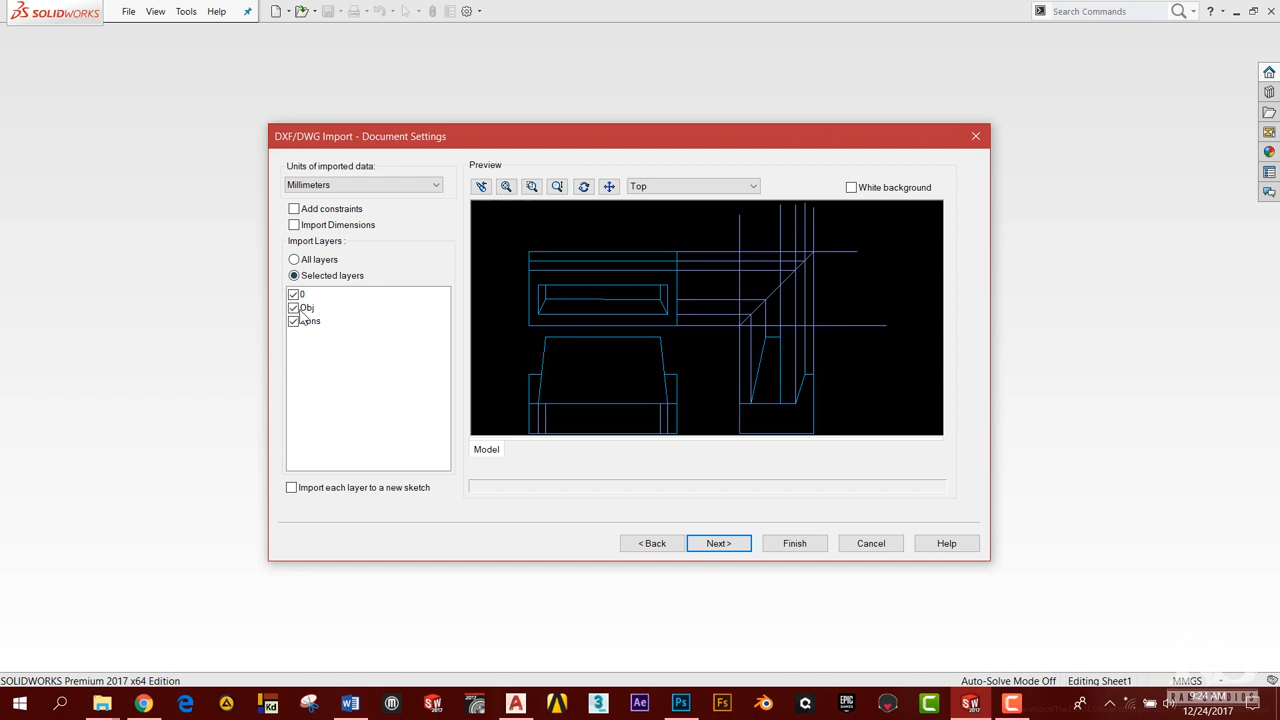 SOLIDWORKS File View Tools Help Search Commands
DXF/DWG Import - Document Settings
Units of imported data:
Millimeters
Add constraints
Import Dimensions
Import Layers :
All layers
Selected layers
0
Obj
Import each layer to a new sketch
Preview
Top
White background
Model
< Back Next> Finish Cancel Help
SOLIDWORKS Premium 2017 x64 Edition Auto-Solve Mode Off Editing Sheet1 MMGS
9:24 AM
12/24/2017